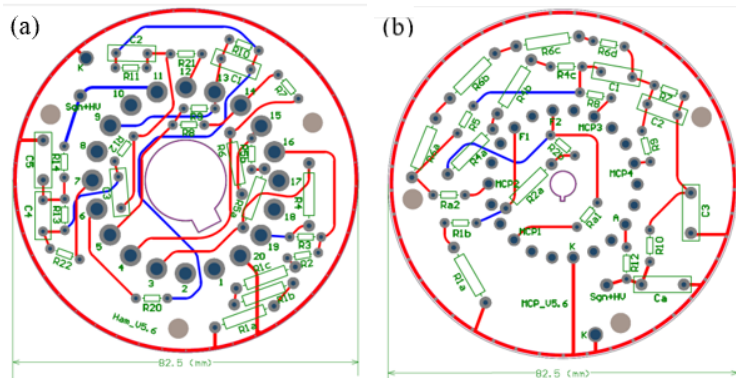 (a)
C2
K
R11
R21
R10
C1
13
12
11
10
Sgn+HV
9
14
R7
R9
R8
15
8
16
C5
R14
7
C3
17
R4
R13
C4
6
18
5
19
R3
R22
R2
4
3
2
1
20
R1c
R1b
R20
R1a
Ham_V5.6
82.5 (mm)
(b)
R6c
R6d
R6b
R4c
C1
R7
C2
R8
R5
F1
F2
MCP3
R6a
R4a
MCP4
MCP2
R2a
Ra2
R1b
MCP1
Ra1
A
C3
K
R10
R12
R1a
Sgn+HV
Ca
MCP_V5.6
K
82.5 (mm)